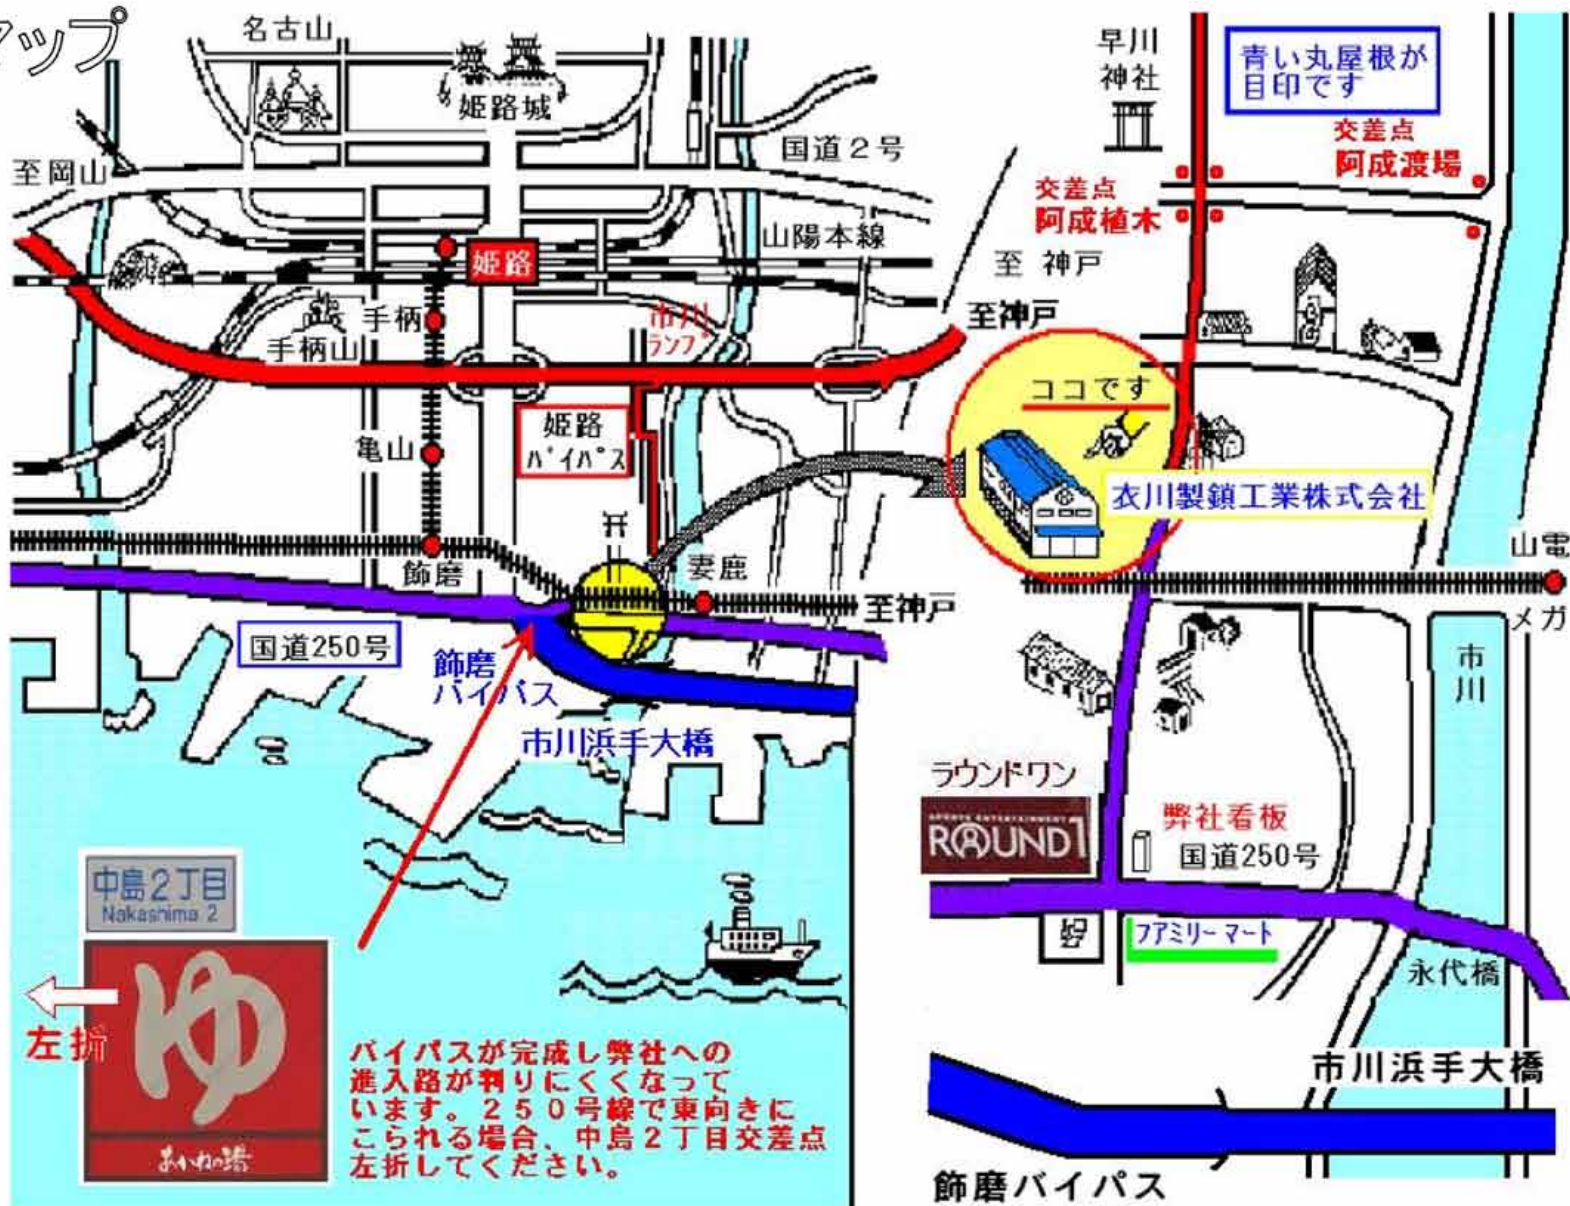 マップ
名古山
姫路城
国道2号
至岡山
山陽本線
姫路
手柄
手柄山
市川
ランプ
至神戸
姫路
バイパス
亀山
飾磨
妻鹿
至神戸
国道250号
飾磨
バイパス
市川浜手大橋
中島2丁目
Nakashima 2
ゆ
あかねの湯
左折
バイパスが完成し弊社への
進入路が判りにくくなって
います。250号線で東向きに
こられる場合、中島2丁目交差点
左折してください。
早川
神社
青い丸屋根が
目印です
交差点
阿成渡場
交差点
阿成植木
至 神戸
ココです
衣川製鎖工業株式会社
山電
メガ
市
川
ラウンドワン
ROUND1
弊社看板
国道250号
フアミリーマート
永代橋
市川浜手大橋
飾磨バイパス